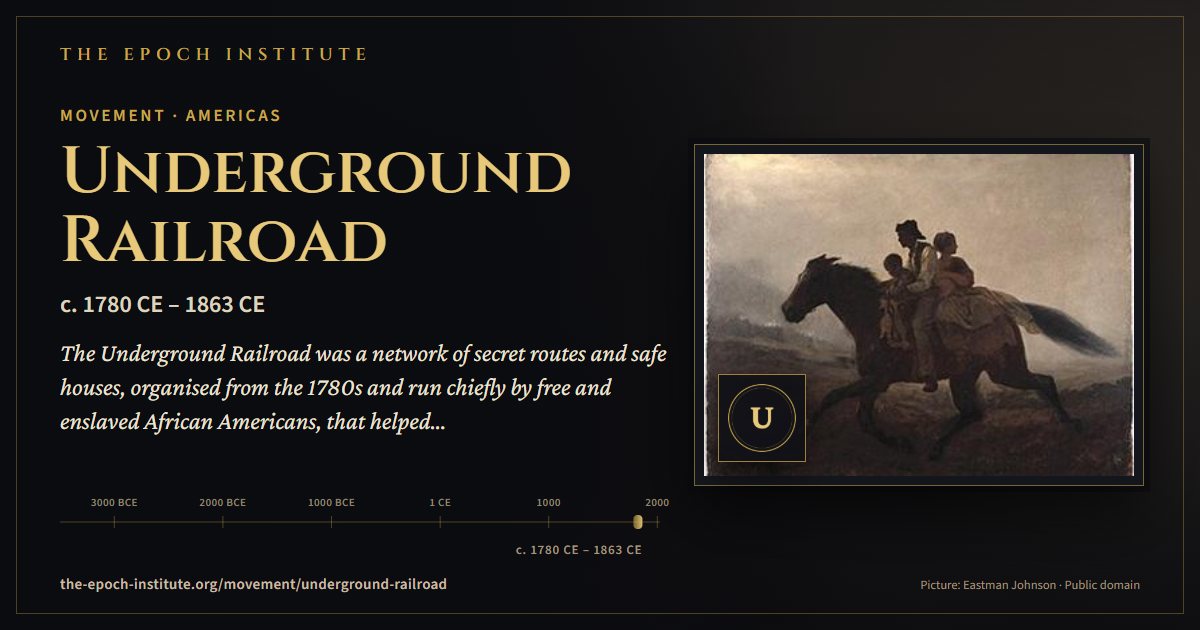 THE EPOCH INSTITUTE
MOVEMENT · AMERICAS
UNDERGROUND
RAILROAD
c. 1780 CE – 1863 CE
The Underground Railroad was a network of secret routes and safe
houses, organised from the 1780s and run chiefly by free and
enslaved African Americans, that helped...
U
3000 BCE 2000 BCE 1000 BCE 1 CE 1000 2000
c. 1780 CE – 1863 CE
the-epoch-institute.org/movement/underground-railroad
Picture: Eastman Johnson · Public domain